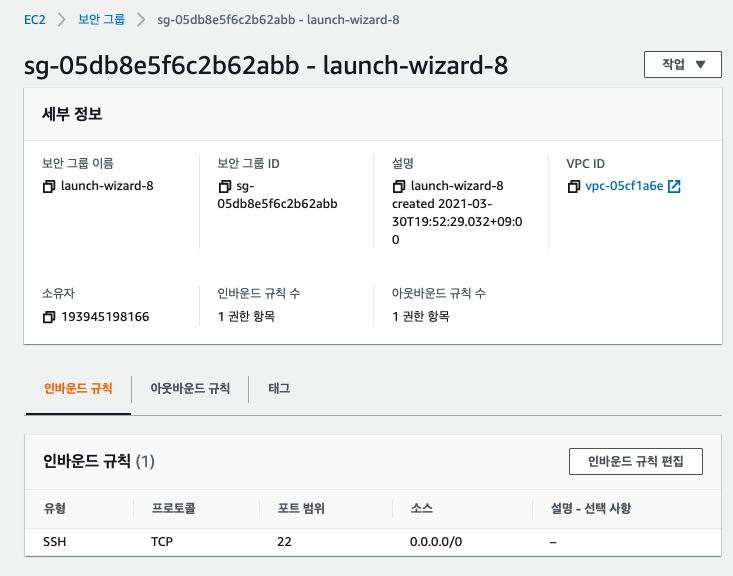 EC2 > 보안 그룹 > sg-05db8e5f6c2b62abb - launch-wizard-8
sg-05db8e5f6c2b62abb - launch-wizard-8
작업 ▼
세부 정보
보안 그룹 이름
launch-wizard-8
보안 그룹 ID
sg-
05db8e5f6c2b62abb
설명
launch-wizard-8
created 2021-03-
30T19:52:29.032+09:0
0
VPC ID
vpc-05cf1a6e
소유자
193945198166
인바운드 규칙 수
1 권한 항목
아웃바운드 규칙 수
1 권한 항목
인바운드 규칙 아웃바운드 규칙 태그
인바운드 규칙 (1)
인바운드 규칙 편집
유형 프로토콜 포트 범위 소스 설명 - 선택 사항
SSH TCP 22 0.0.0.0/0 –